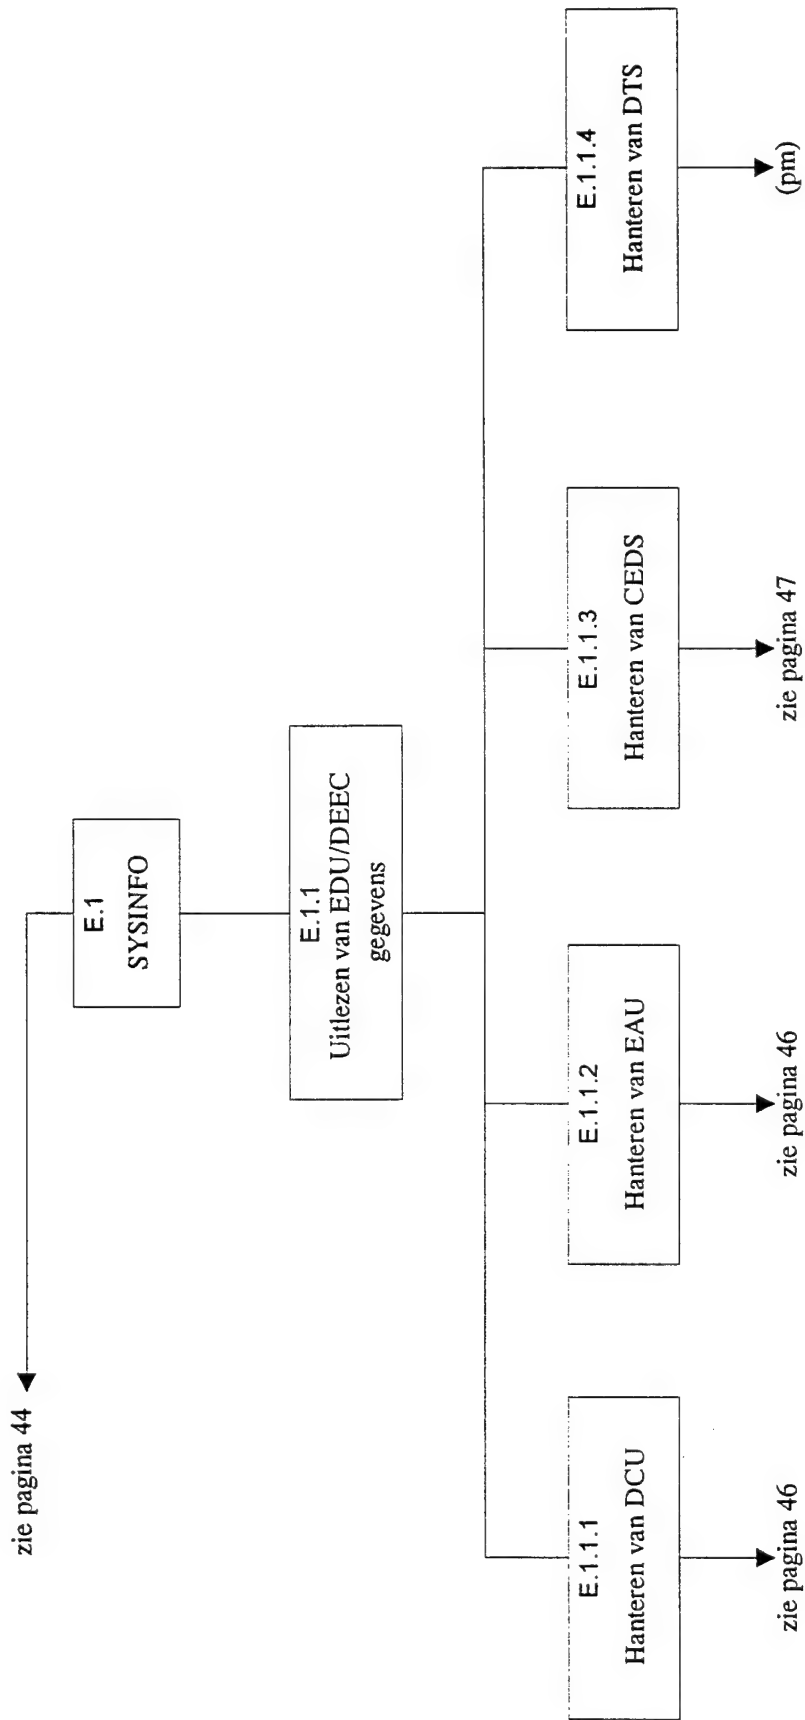 zie pagina 44
E.1
SYSINFO
E.1.1
Uitlezen van EDU/DEEC
gegevens
E.1.1.1
Hanteren van DCU
zie pagina 46
E.1.1.2
Hanteren van EAU
zie pagina 46
E.1.1.3
Hanteren van CEDS
zie pagina 47
E.1.1.4
Hanteren van DTS
(pm)